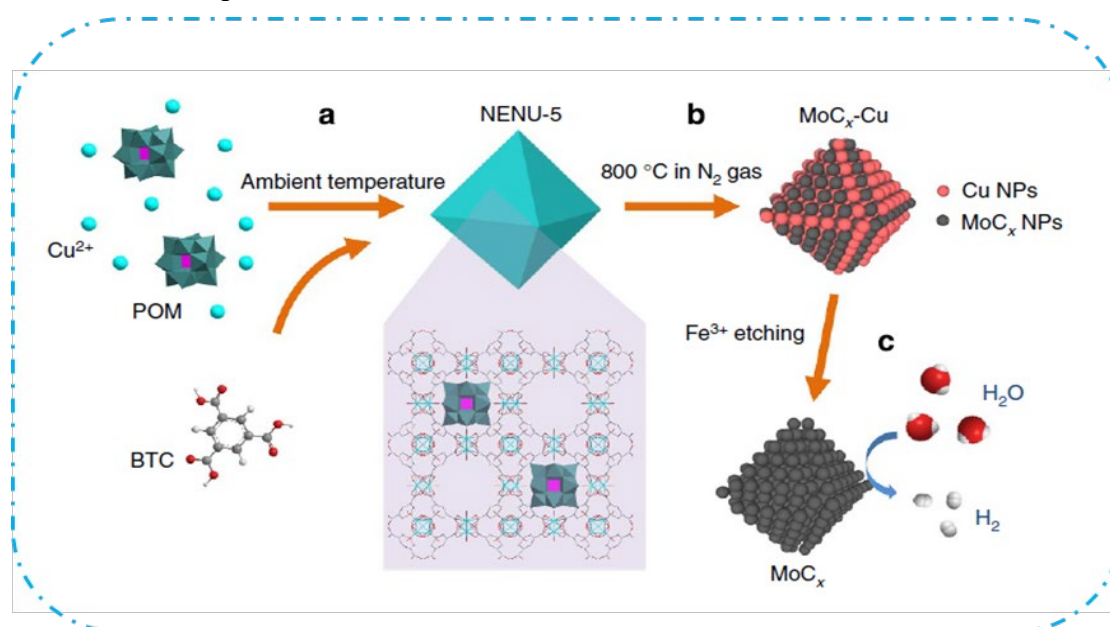 a
NENU-5
b
MoCₓ-Cu
Ambient temperature
800 °C in N₂ gas
Cu NPs
MoCₓ NPs
Cu²⁺
POM
Fe³⁺ etching
c
H₂O
BTC
H₂
MoCₓ